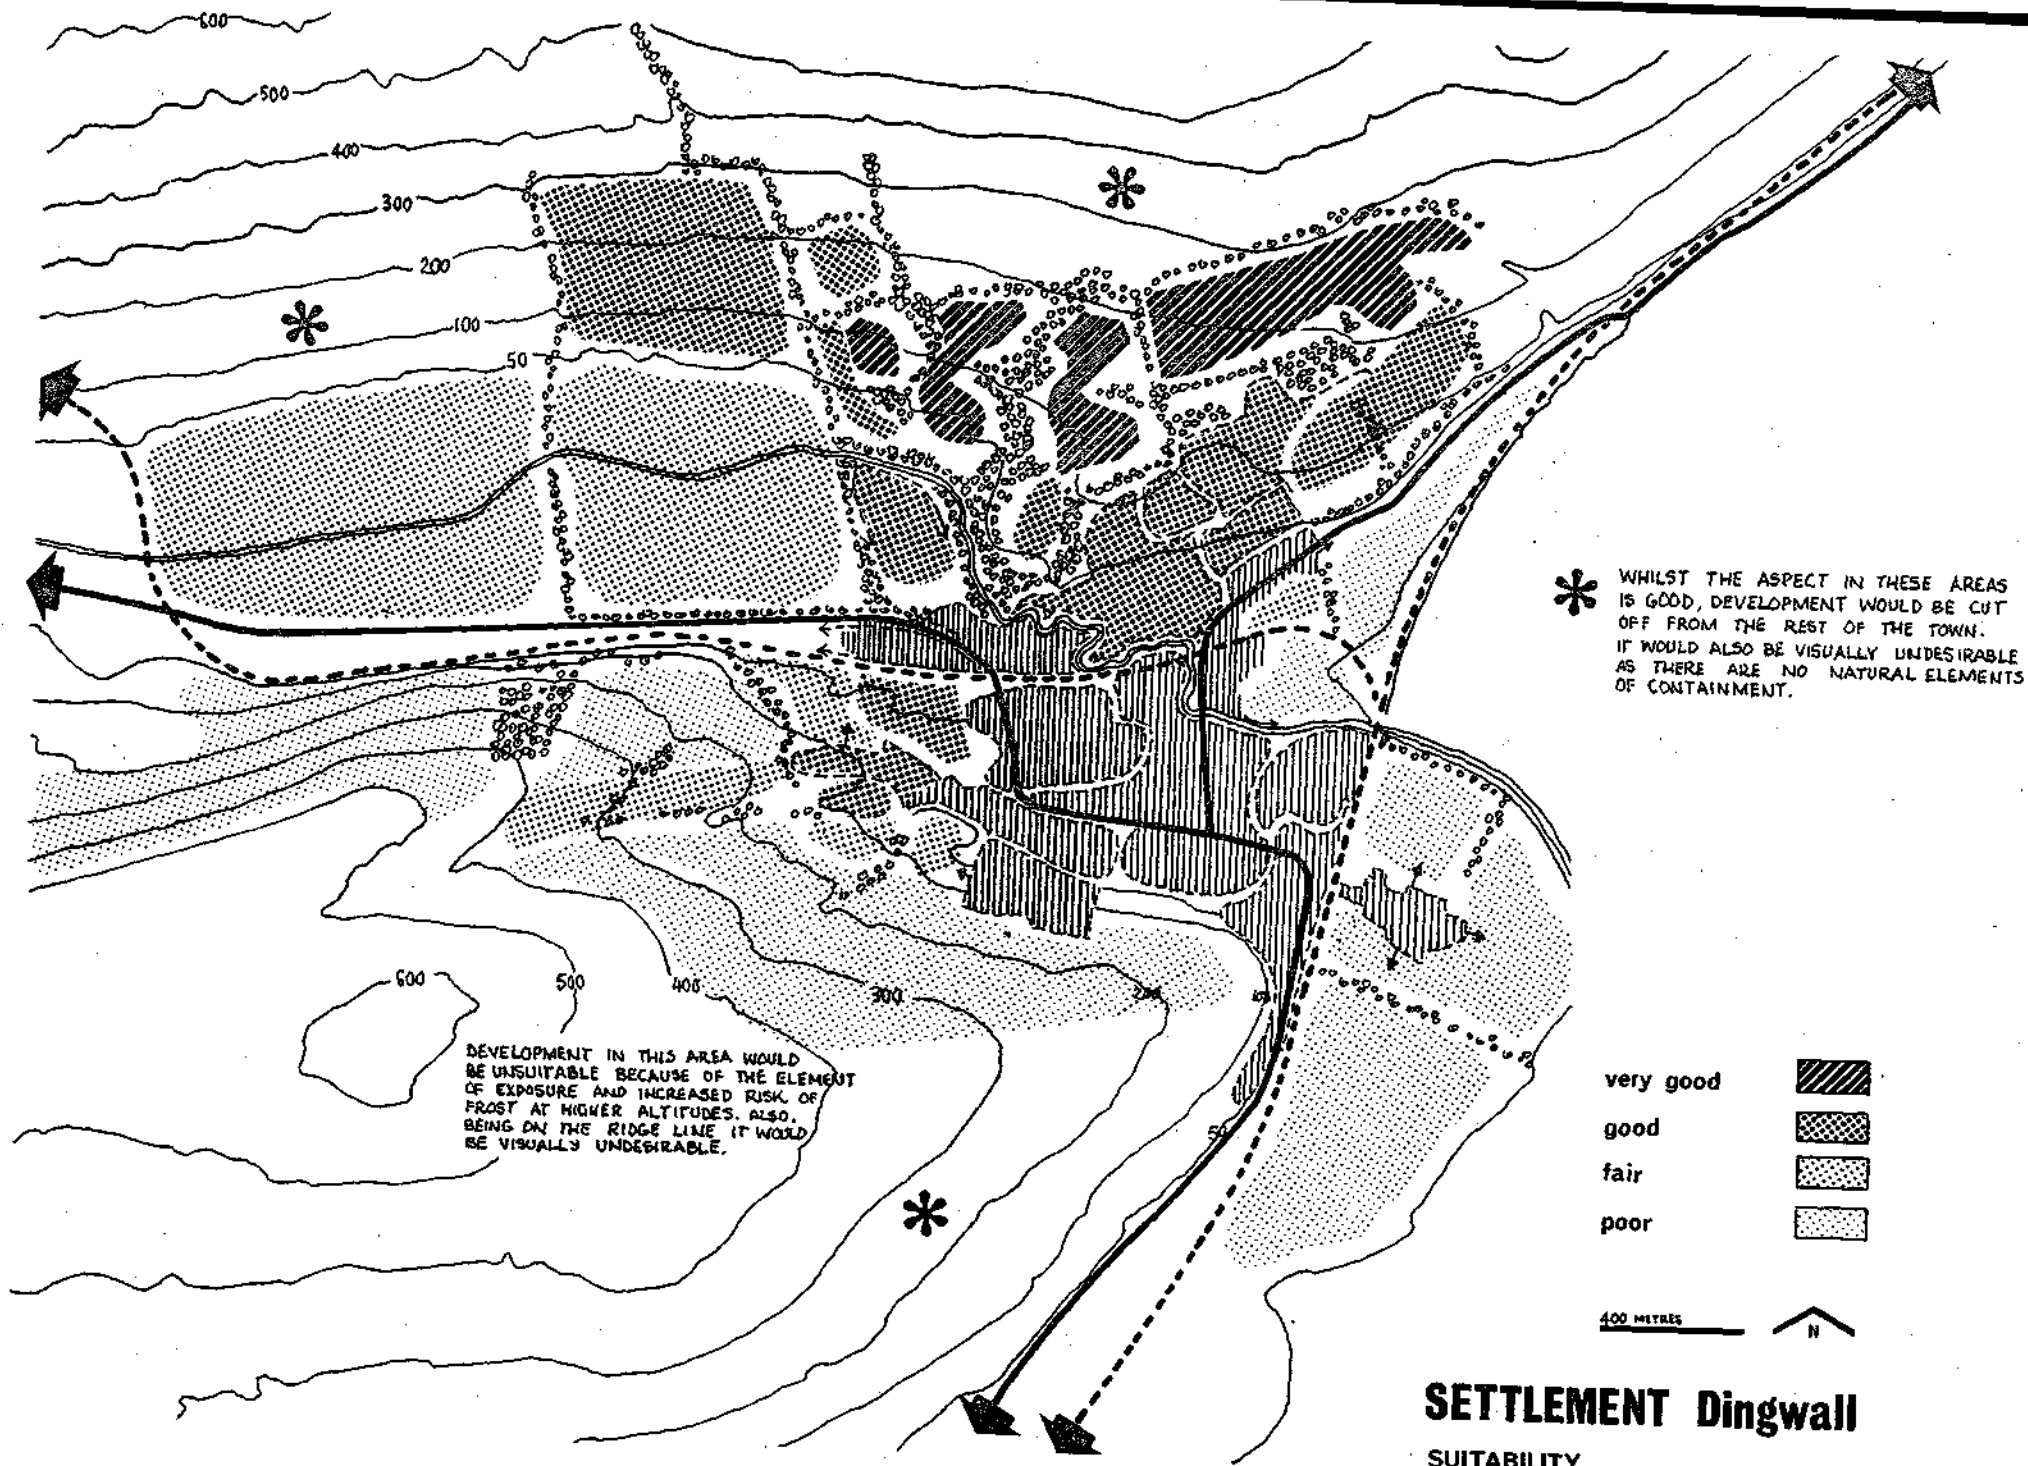 600
500
400
300
200
100
50
WHILST THE ASPECT IN THESE AREAS
IS GOOD, DEVELOPMENT WOULD BE CUT
OFF FROM THE REST OF THE TOWN.
IT WOULD ALSO BE VISUALLY UNDESIRABLE
AS THERE ARE NO NATURAL ELEMENTS
OF CONTAINMENT.
600
500
400
300
200
DEVELOPMENT IN THIS AREA WOULD
BE UNSUITABLE BECAUSE OF THE ELEMENT
OF EXPOSURE AND INCREASED RISK OF
FROST AT HIGHER ALTITUDES. ALSO,
BEING ON THE RIDGE LINE IT WOULD
BE VISUALLY UNDESIRABLE.
50
very good
good
fair
poor
400 METRES
N
SETTLEMENT Dingwall
SUITABILITY